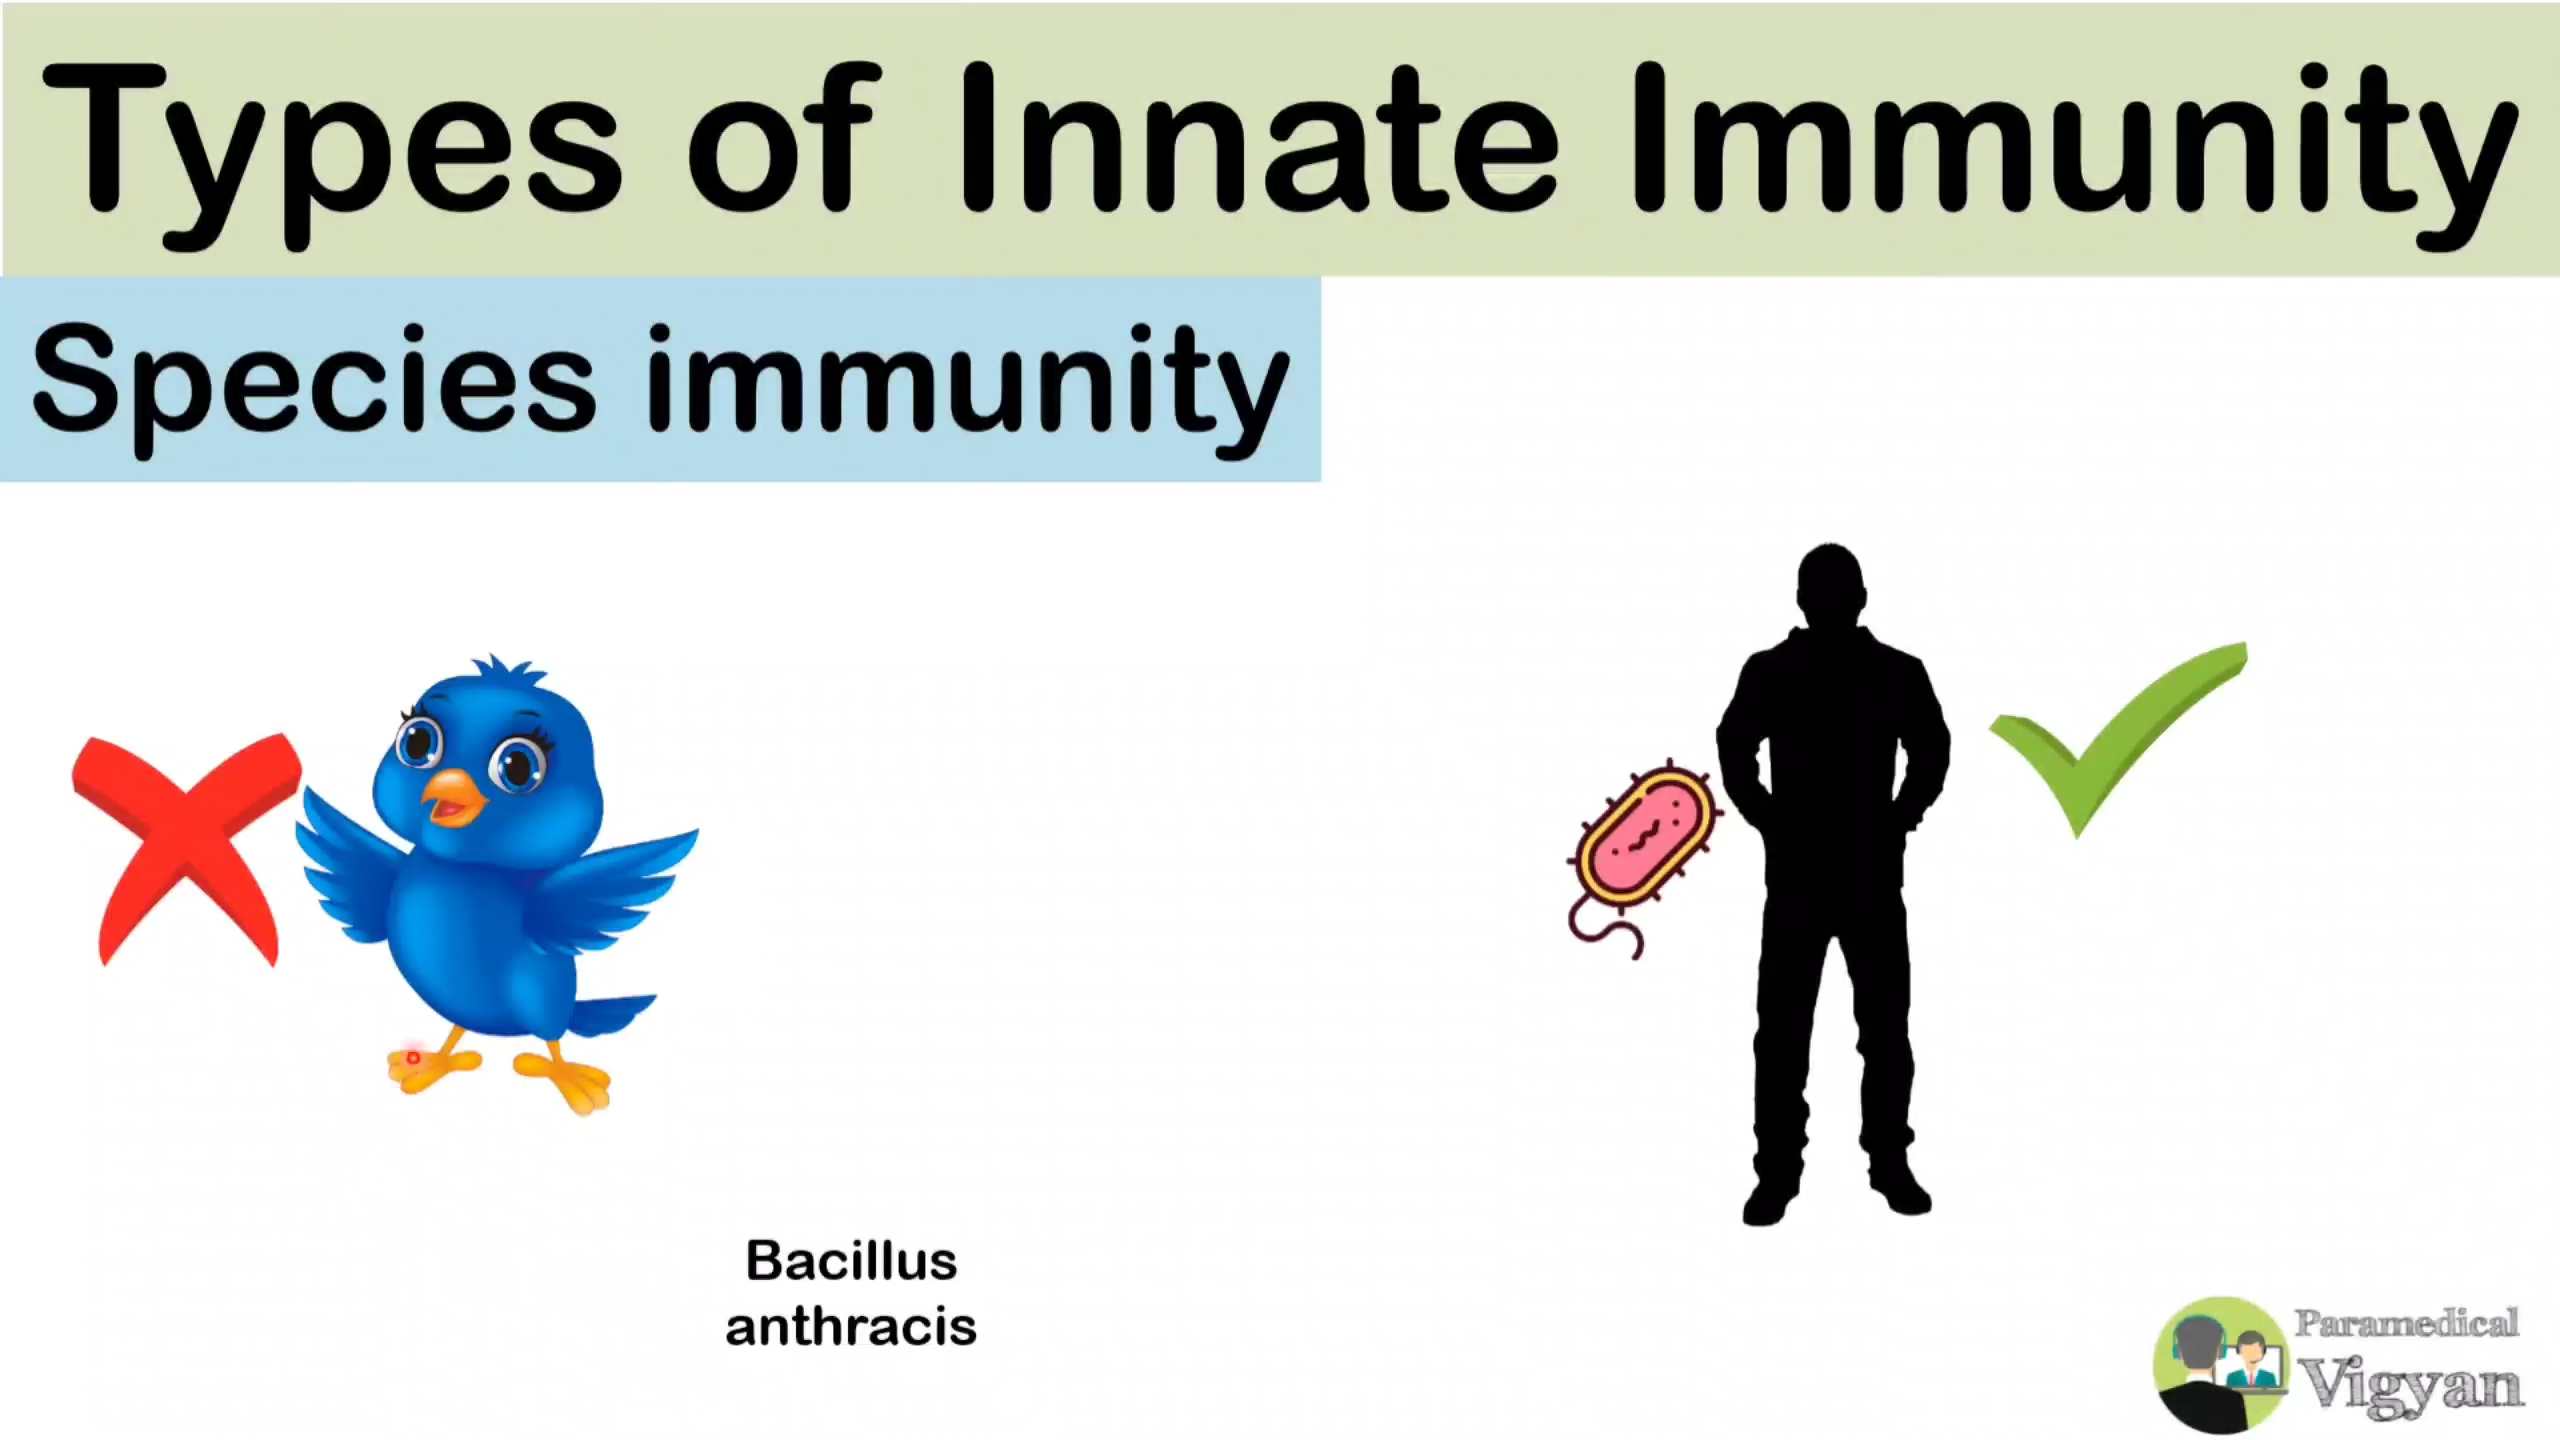 Types of Innate Immunity
Species immunity
Bacillus
anthracis
Paramedical
Vigyan